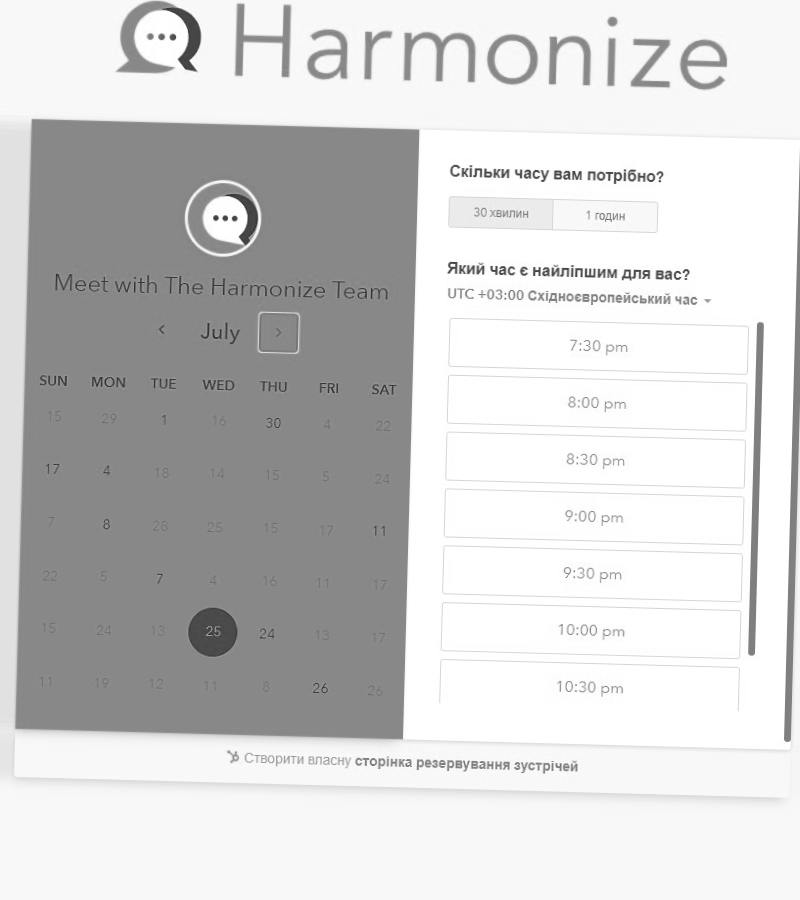 Harmonize
Meet with The Harmonize Team
July
SUN MON TUE WED THU FRI SAT
15 29 1 16 30 4 22
17 4 18 14 15 5 24
7 8 28 25 15 17 11
22 5 7 4 16 11 17
15 24 13 25 24 13 17
11 19 12 11 8 26 26
Скільки часу вам потрібно?
30 хвилин 1 годин
Який час є найліпшим для вас?
UTC +03:00 Східноєвропейський час
7:30 pm
8:00 pm
8:30 pm
9:00 pm
9:30 pm
10:00 pm
10:30 pm
Створити власну сторінка резервування зустрічей